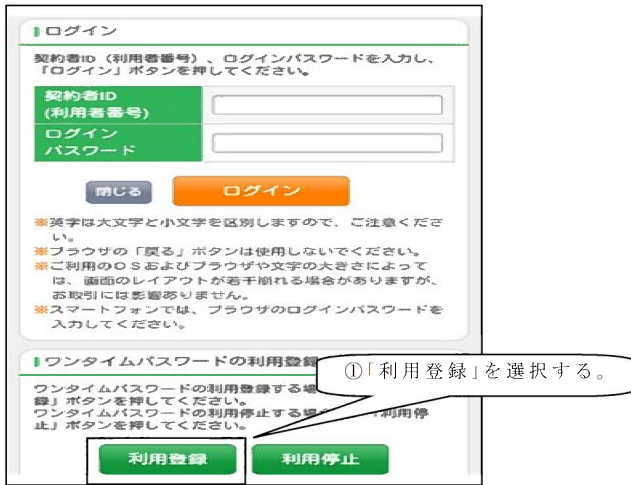 ログイン
契約者ID（利用者番号）、ログインパスワードを入力し、
「ログイン」ボタンを押してください。
契約者ID
(利用者番号)
ログイン
パスワード
閉じる
ログイン
※英字は大文字と小文字を区別しますので、ご注意くださ
い。
※ブラウザの「戻る」ボタンは使用しないでください。
※ご利用のOSおよびブラウザや文字の大きさによって
は、画面のレイアウトが若干崩れる場合がありますが、
お取引には影響ありません。
※スマートフォンでは、ブラウザのログインパスワードを
入力してください。
ワンタイムパスワードの利用登録
①「利用登録」を選択する。
ワンタイムパスワードの利用登録する場
録」ボタンを押してください。
ワンタイムパスワードの利用停止する場 利用停
止」ボタンを押してください。
利用登録
利用停止